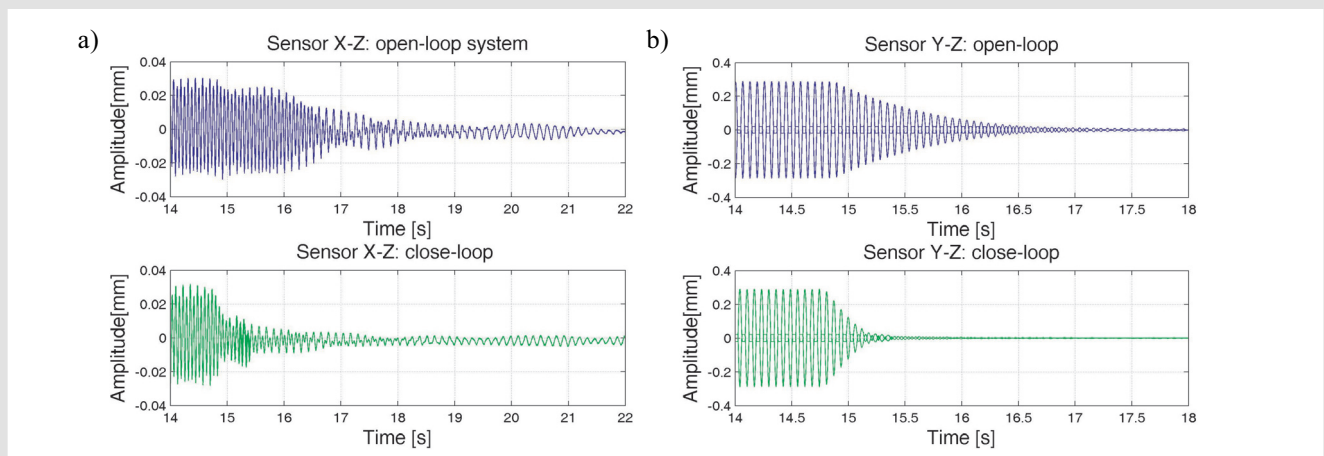 a)
Sensor X-Z: open-loop system
Amplitude[mm]
0.04
0.02
0
-0.02
-0.04
14 15 16 17 18 19 20 21 22
Time [s]
Sensor X-Z: close-loop
Amplitude[mm]
0.04
0.02
0
-0.02
-0.04
14 15 16 17 18 19 20 21 22
Time [s]
b)
Sensor Y-Z: open-loop
Amplitude[mm]
0.4
0.2
0
-0.2
-0.4
14 14.5 15 15.5 16 16.5 17 17.5 18
Time [s]
Sensor Y-Z: close-loop
Amplitude[mm]
0.4
0.2
0
-0.2
-0.4
14 14.5 15 15.5 16 16.5 17 17.5 18
Time [s]